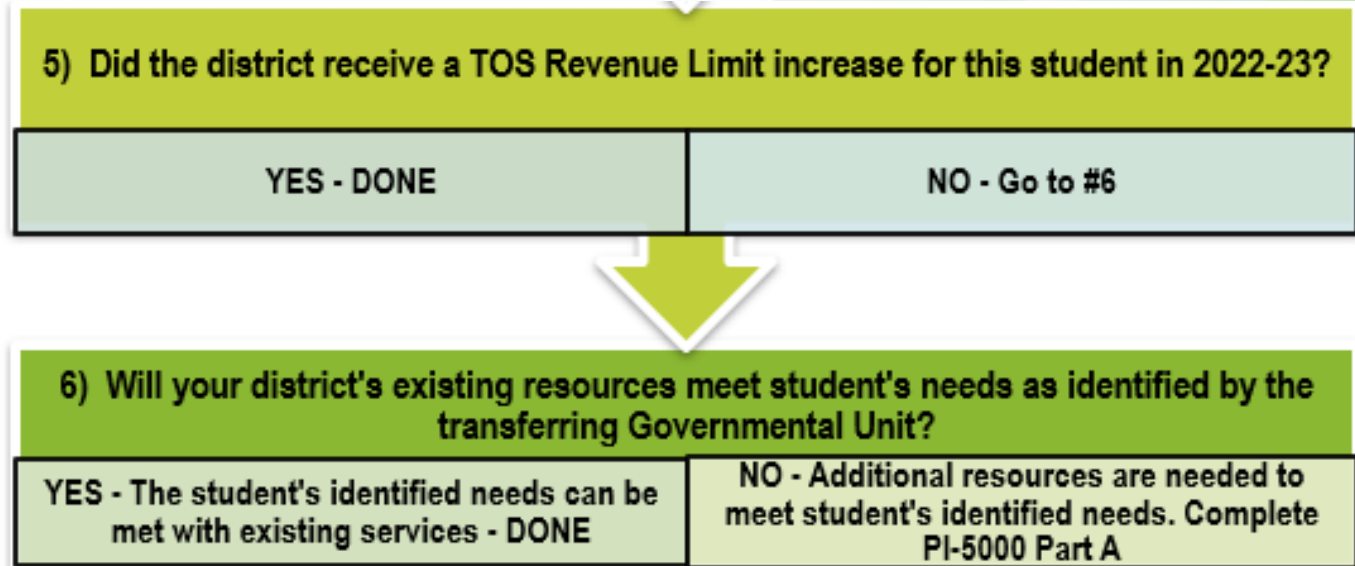 5) Did the district receive a TOS Revenue Limit increase for this student in 2022-23?
YES - DONE
NO - Go to #6
6) Will your district's existing resources meet student's needs as identified by the
transferring Governmental Unit?
YES - The student's identified needs can be
met with existing services - DONE
NO - Additional resources are needed to
meet student's identified needs. Complete
PI-5000 Part A